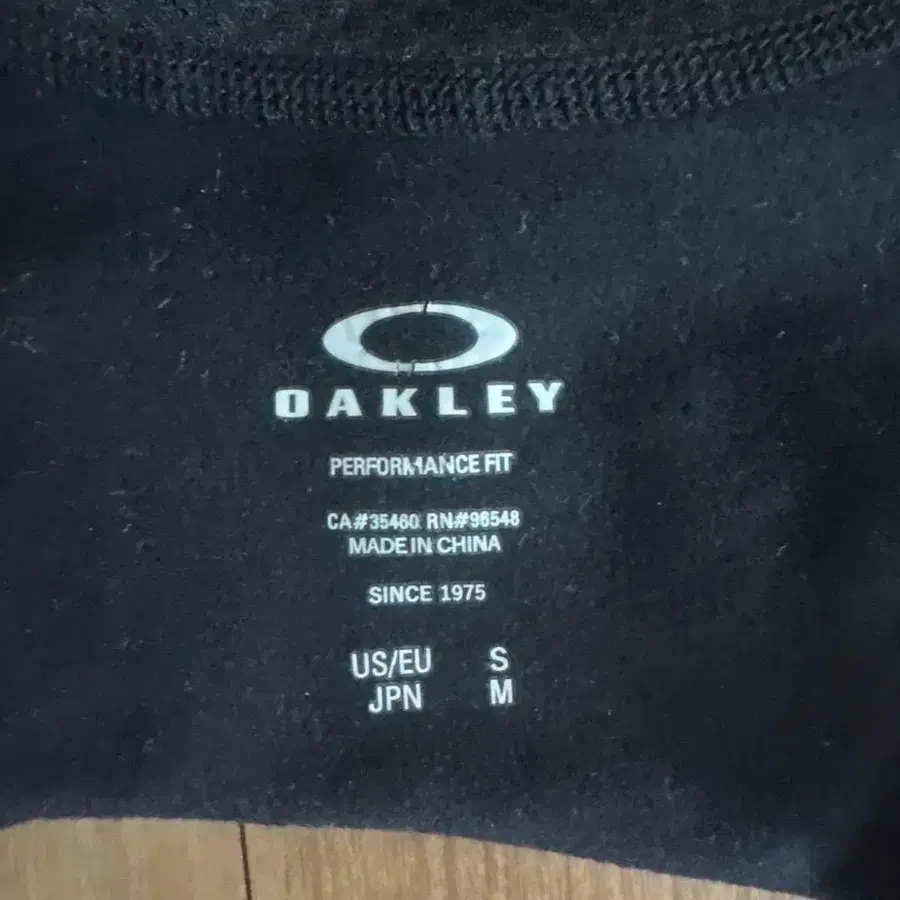 OAKLEY
PERFORMANCE FIT
CA#35460 RN#96548
MADE IN CHINA
SINCE 1975
US/EU S
JPN M